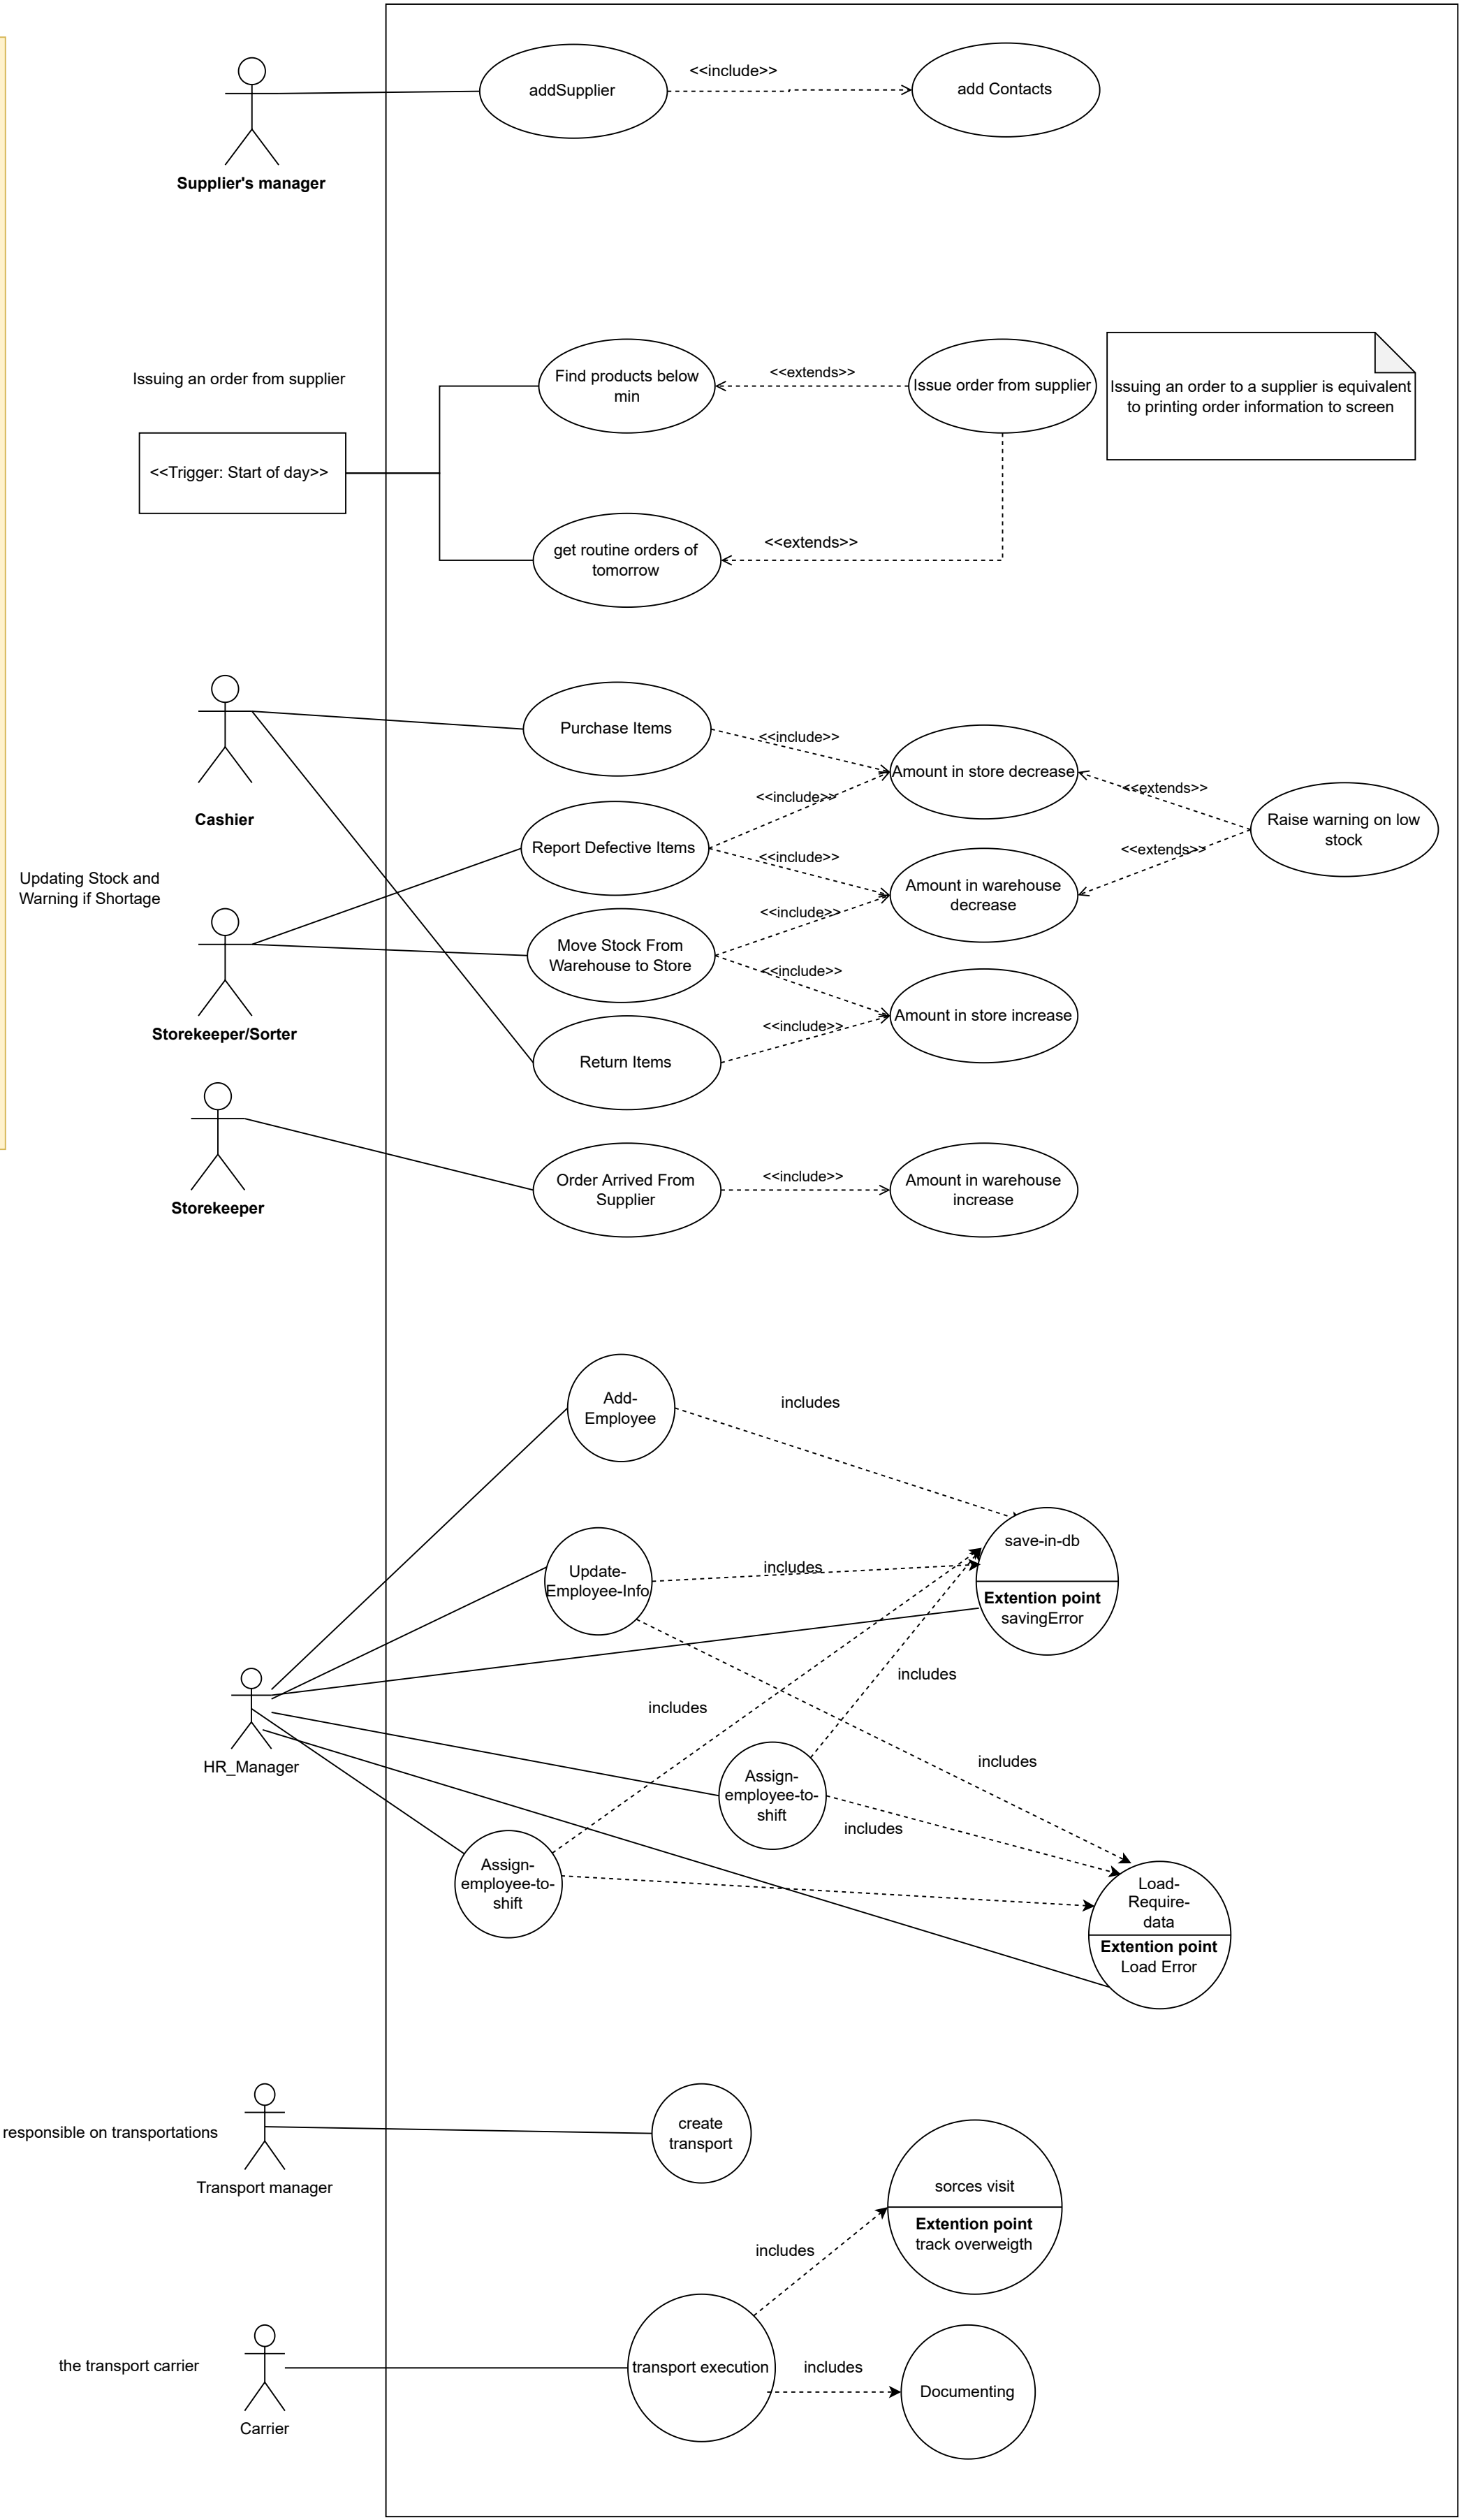 addSupplier
<<include>>
add Contacts
Supplier's manager
Issuing an order from supplier
Find products below
min
<<extends>>
Issue order from supplier
Issuing an order to a supplier is equivalent
to printing order information to screen
<<Trigger: Start of day>>
get routine orders of
tomorrow
<<extends>>
Purchase Items
<<include>>
Amount in store decrease
<<extends>>
Cashier
<<include>>
Raise warning on low
stock
Report Defective Items
<<include>>
<<extends>>
Updating Stock and
Warning if Shortage
Amount in warehouse
decrease
<<include>>
Move Stock From
Warehouse to Store
<<include>>
Storekeeper/Sorter
Amount in store increase
<<include>>
Return Items
Storekeeper
Order Arrived From
Supplier
<<include>>
Amount in warehouse
increase
Add-
Employee
includes
save-in-db
Extention point
savingError
Update-
Employee-Info
includes
includes
includes
HR_Manager
includes
Assign-
employee-to-
shift
includes
Assign-
employee-to-
shift
Load-
Require-
data
Extention point
Load Error
responsible on transportations
Transport manager
create
transport
sorces visit
Extention point
track overweigth
includes
the transport carrier
Carrier
transport execution
includes
Documenting